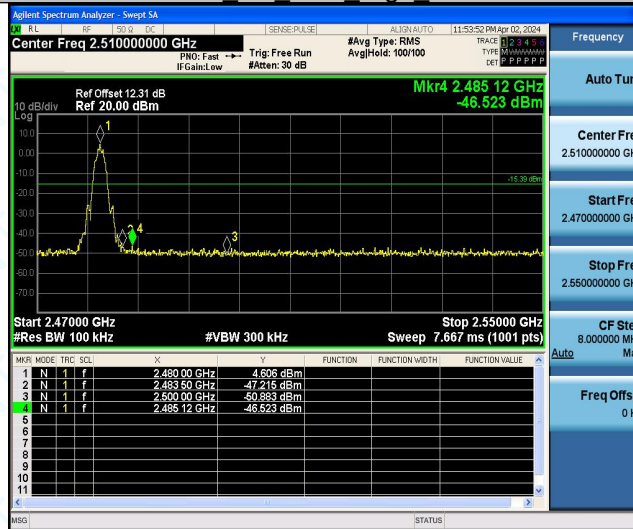 Agilent Spectrum Analyzer - Swept SA
RL RF 50 Ω DC SENSE:PULSE ALIGN AUTO 11:53:52 PM Apr 02, 2024
Center Freq 2.510000000 GHz
PNO: Fast
IFGain:Low
Trig: Free Run
#Atten: 30 dB
#Avg Type: RMS
Avg|Hold: 100/100
TRACE 1 2 3 4 5 6
TYPE M
DET P P P P P P
Ref Offset 12.31 dB
Ref 20.00 dBm
Mkr4 2.485 12 GHz
-46.523 dBm
10 dB/div
Log
10.0
0.00
-10.0
-20.0
-30.0
-40.0
-50.0
-60.0
-70.0
1
4
3
-15.39 dBm
Start 2.47000 GHz
#Res BW 100 kHz
#VBW 300 kHz
Stop 2.55000 GHz
Sweep 7.667 ms (1001 pts)
MKR MODE TRC SCL X Y FUNCTION FUNCTION WIDTH FUNCTION VALUE
1 N 1 f 2.480 00 GHz 4.606 dBm
2 N 1 f 2.483 50 GHz -47.215 dBm
3 N 1 f 2.500 00 GHz -50.883 dBm
4 N 1 f 2.485 12 GHz -46.523 dBm
5
6
7
8
9
10
11
MSG STATUS
Frequency
Auto Tun
Center Fre
2.510000000 GH
Start Fre
2.470000000 GH
Stop Fre
2.550000000 GH
CF Ste
8.000000 MH
Auto Ma
Freq Offs
0 H